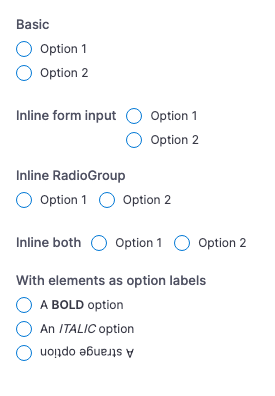 Basic
Option 1
Option 2
Inline form input Option 1
Option 2
Inline RadioGroup
Option 1 Option 2
Inline both Option 1 Option 2
With elements as option labels
A BOLD option
An ITALIC option
A strange option